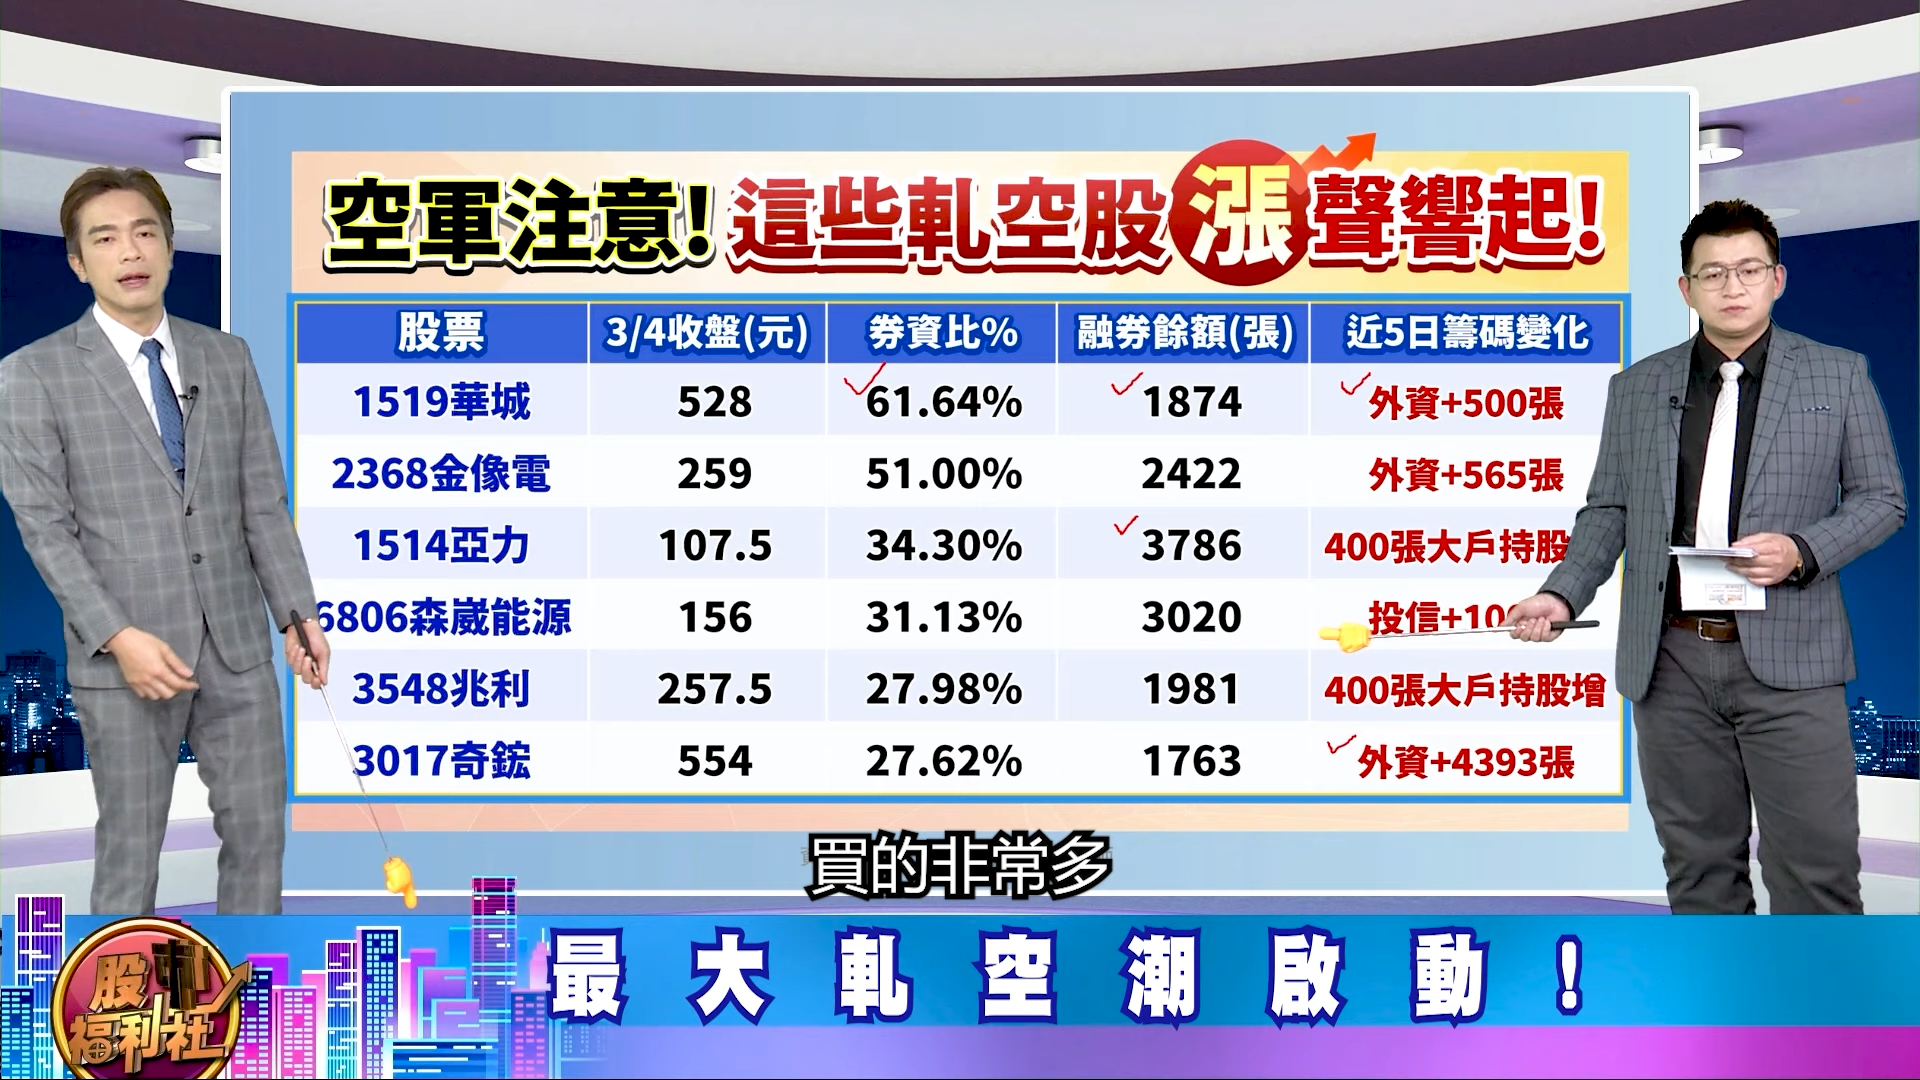 空軍注意!這些軋空股漲聲響起!
股票 3/4收盤(元) 券資比% 融券餘額(張) 近5日籌碼變化
1519華城 528 61.64% 1874 外資+500張
2368金像電 259 51.00% 2422 外資+565張
1514亞力 107.5 34.30% 3786 400張大戶持股
6806森崴能源 156 31.13% 3020 投信+10
3548兆利 257.5 27.98% 1981 400張大戶持股增
3017奇鋐 554 27.62% 1763 外資+4393張
買的非常多
最大軋空潮啟動!
股市
福利社